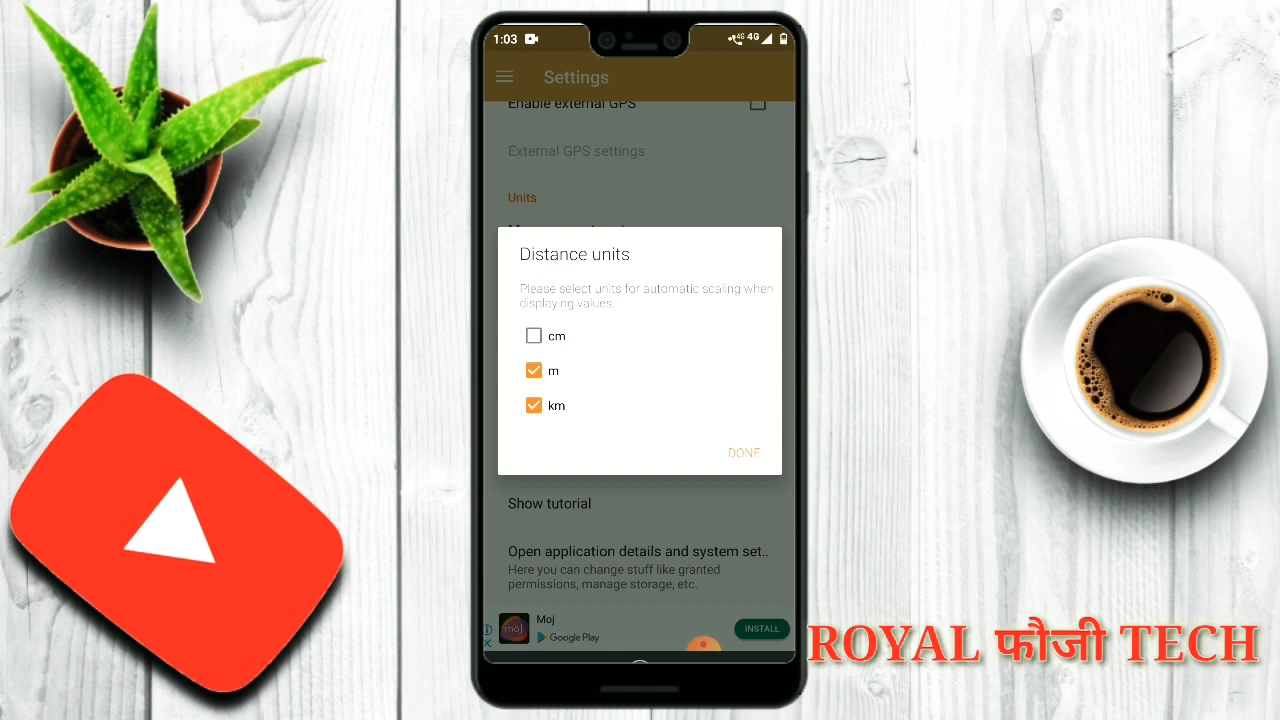 1:03
4G 4G
Settings
Enable external GPS
External GPS settings
Units
Distance units
Please select units for automatic scaling when
displaying values.
cm
m
km
DONE
Show tutorial
Open application details and system set..
Here you can change stuff like granted
permissions, manage storage, etc.
moj
Moj
Google Play
INSTALL
ROYAL फौजी TECH